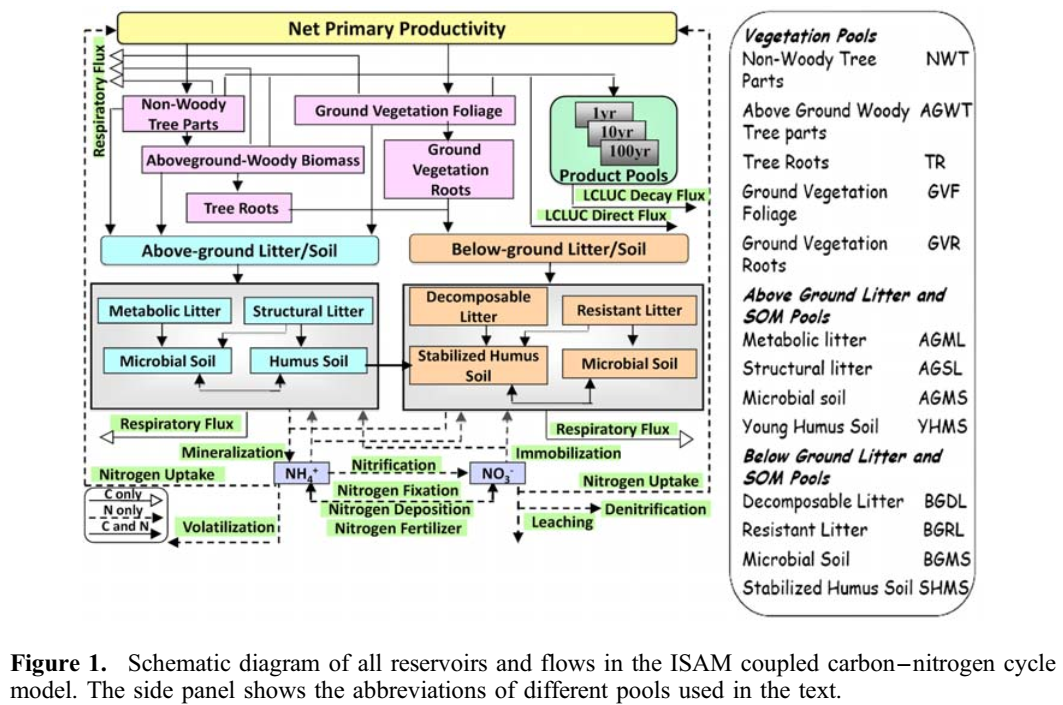 Net Primary Productivity
Respiratory Flux
Non-Woody
Tree Parts
Ground Vegetation Foliage
1yr
10yr
100yr
Product Pools
Aboveground-Woody Biomass
Ground
Vegetation
Roots
Tree Roots
LCLUC Decay Flux
LCLUC Direct Flux
Above-ground Litter/Soil
Below-ground Litter/Soil
Metabolic Litter
Structural Litter
Microbial Soil
Humus Soil
Decomposable
Litter
Resistant Litter
Stabilized Humus
Soil
Microbial Soil
Respiratory Flux
Respiratory Flux
Mineralization
Immobilization
Nitrogen Uptake
NH₄⁺
Nitrification
NO₃⁻
Nitrogen Uptake
Nitrogen Fixation
Nitrogen Deposition
Nitrogen Fertilizer
C only
N only
C and N
Volatilization
Leaching
Denitrification
Vegetation Pools
Non-Woody Tree NWT
Parts
Above Ground Woody AGWT
Tree parts
Tree Roots TR
Ground Vegetation GVF
Foliage
Ground Vegetation GVR
Roots
Above Ground Litter and
SOM Pools
Metabolic litter AGML
Structural litter AGSL
Microbial soil AGMS
Young Humus Soil YHMS
Below Ground Litter and
SOM Pools
Decomposable Litter BGDL
Resistant Litter BGRL
Microbial Soil BGMS
Stabilized Humus Soil SHMS
Figure 1. Schematic diagram of all reservoirs and flows in the ISAM coupled carbon–nitrogen cycle
model. The side panel shows the abbreviations of different pools used in the text.